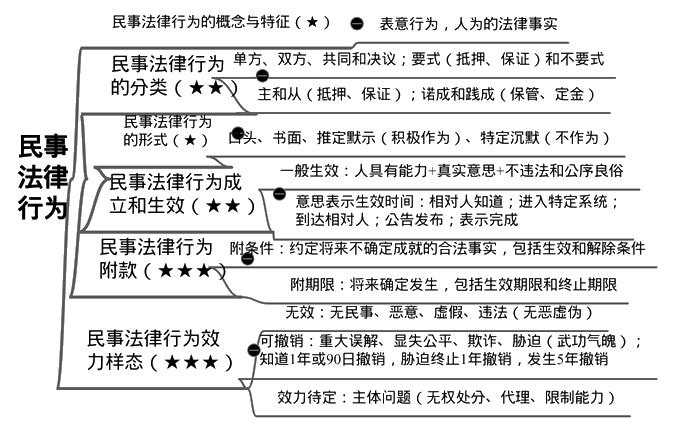 民事
法律
行为
民事法律行为的概念与特征（★）
表意行为，人为的法律事实
民事法律行为
的分类（★★）
单方、双方、共同和决议；要式（抵押、保证）和不要式
主和从（抵押、保证）；诺成和践成（保管、定金）
民事法律行为
的形式（★）
口头、书面、推定默示（积极作为）、特定沉默（不作为）
民事法律行为成
立和生效（★★）
一般生效：人具有能力+真实意思+不违法和公序良俗
意思表示生效时间：相对人知道；进入特定系统；
到达相对人；公告发布；表示完成
民事法律行为
附款（★★★）
附条件：约定将来不确定成就的合法事实，包括生效和解除条件
附期限：将来确定发生，包括生效期限和终止期限
民事法律行为效
力样态（★★★）
无效：无民事、恶意、虚假、违法（无恶虚伪）
可撤销：重大误解、显失公平、欺诈、胁迫（武功气魄）；
知道1年或90日撤销，胁迫终止1年撤销，发生5年撤销
效力待定：主体问题（无权处分、代理、限制能力）